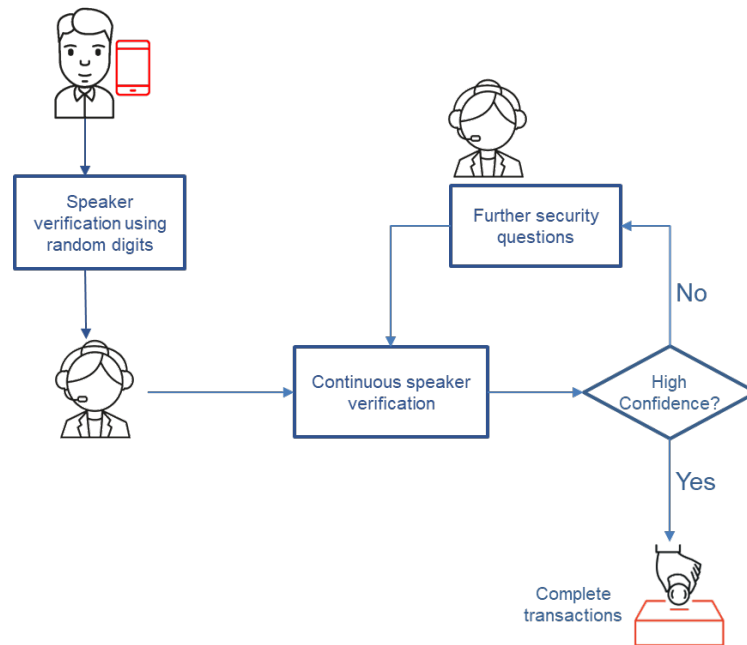 Speaker
verification using
random digits
Further security
questions
No
Continuous speaker
verification
High
Confidence?
Yes
Complete
transactions